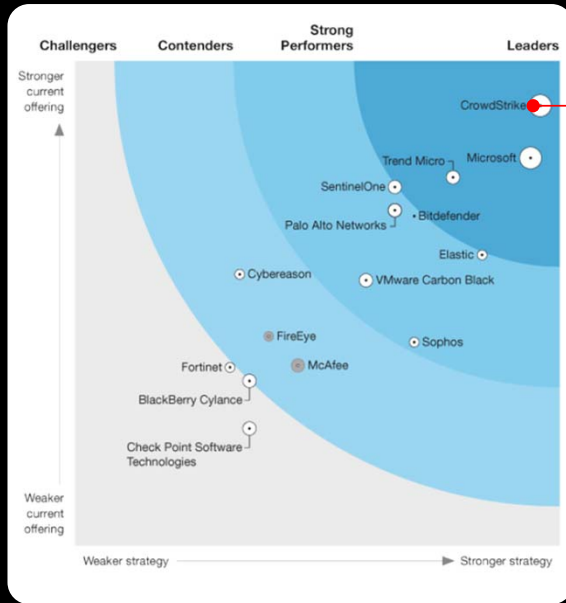 Challengers
Contenders
Strong
Performers
Leaders
Stronger
current
offering
CrowdStrike
Microsoft
Trend Micro
SentinelOne
Palo Alto Networks
Bitdefender
Elastic
Cybereason
VMware Carbon Black
FireEye
Sophos
Fortinet
McAfee
BlackBerry Cylance
Check Point Software
Technologies
Weaker
current
offering
Weaker strategy
Stronger strategy